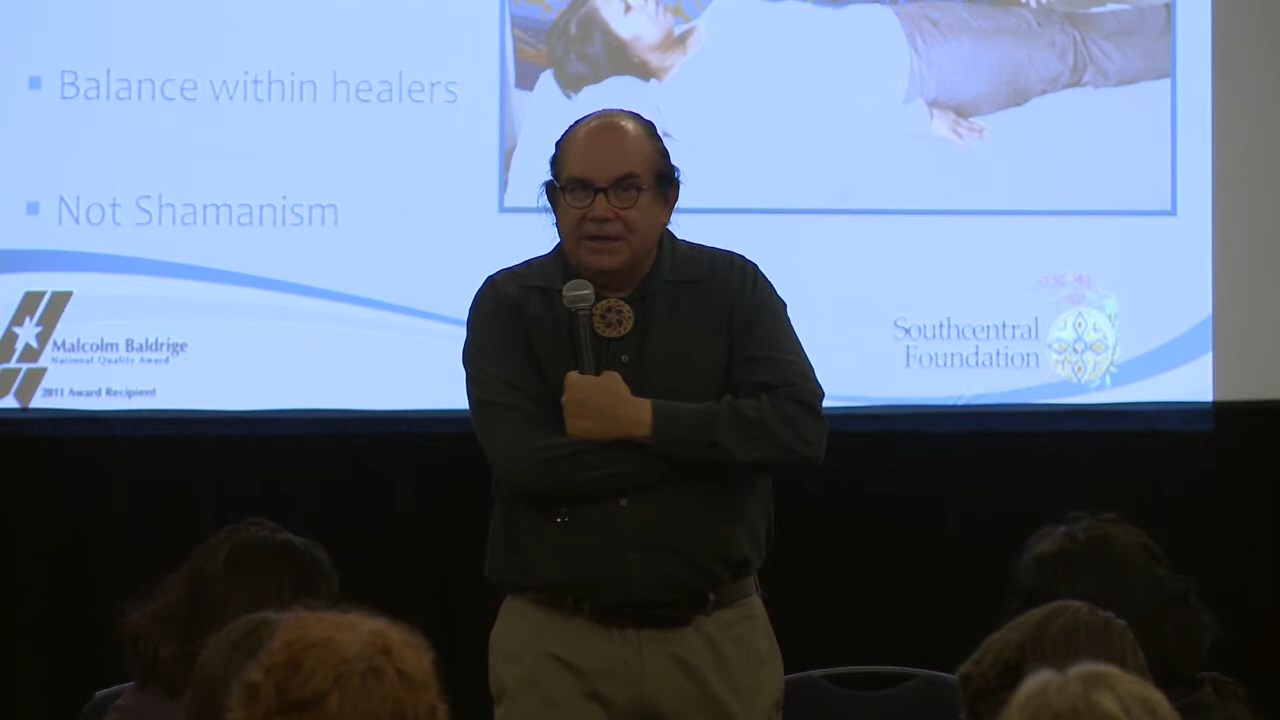 Balance within healers
Not Shamanism
Malcolm Baldrige
National Quality Award
2011 Award Recipient
Southcentral
Foundation